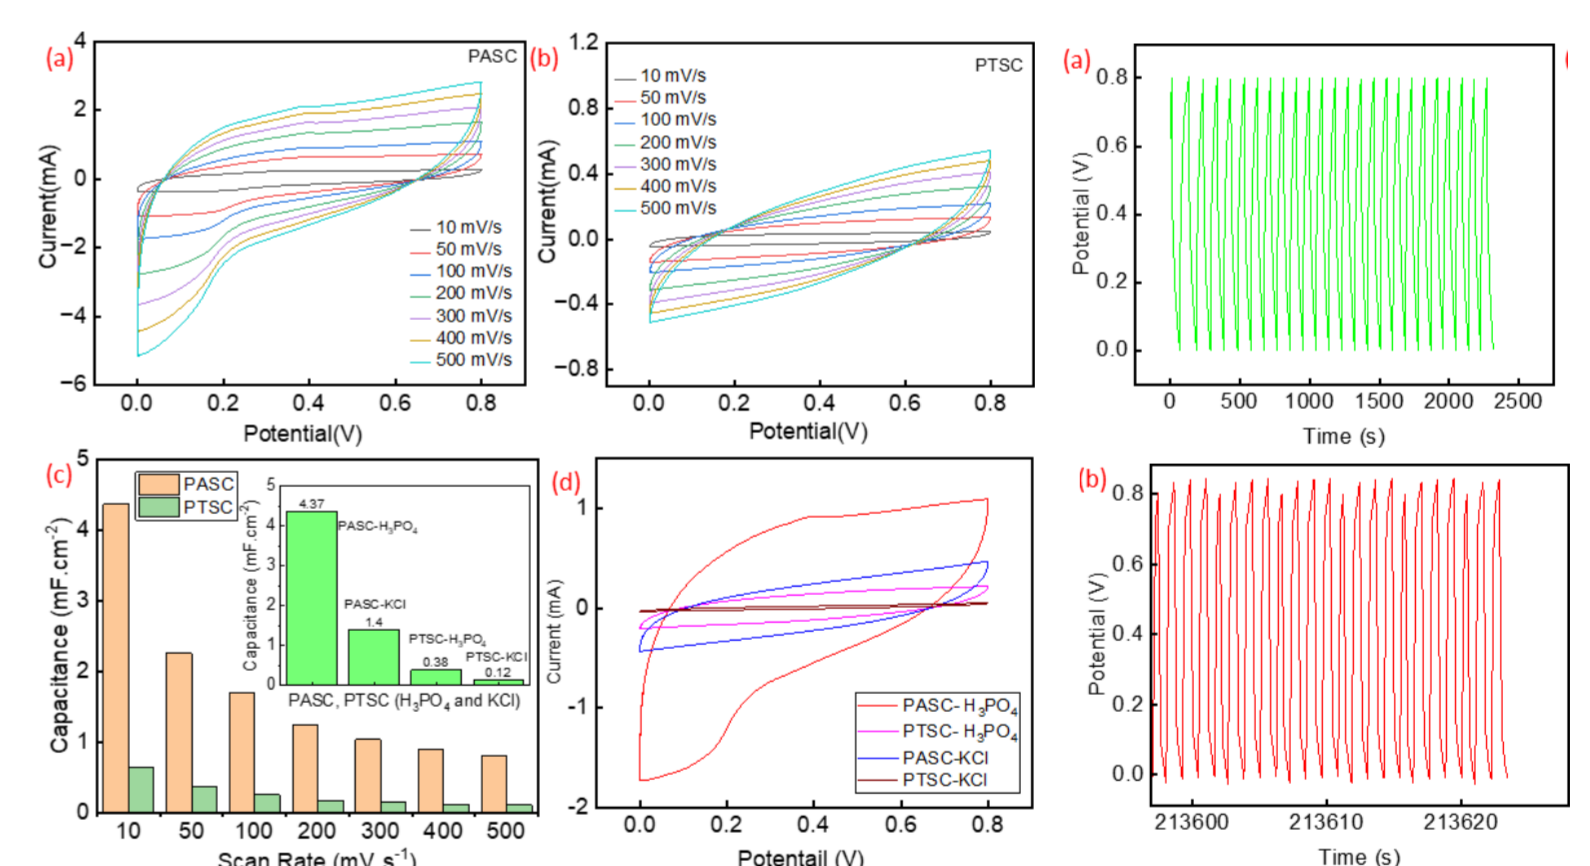 (a)
PASC
4
2
0
−2
−4
−6
Current(mA)
10 mV/s
50 mV/s
100 mV/s
200 mV/s
300 mV/s
400 mV/s
500 mV/s
0.0 0.2 0.4 0.6 0.8
Potential(V)
(b)
PTSC
1.2
0.8
0.4
0.0
−0.4
−0.8
Current(mA)
10 mV/s
50 mV/s
100 mV/s
200 mV/s
300 mV/s
400 mV/s
500 mV/s
0.0 0.2 0.4 0.6 0.8
Potential(V)
(a)
0.8
0.6
0.4
0.2
0.0
Potential (V)
0 500 1000 1500 2000 2500
Time (s)
(c)
5
4
3
2
1
0
Capacitance (mF.cm⁻²)
PASC
PTSC
5
4
3
2
1
0
Capacitance (mF.cm⁻²)
4.37
PASC-H₃PO₄
PASC-KCl
1.4
PTSC-H₃PO₄
0.38
PTSC-KCl
0.12
PASC, PTSC (H₃PO₄ and KCl)
10 50 100 200 300 400 500
Scan Rate (mV s⁻¹)
(d)
1
0
-1
-2
Current (mA)
PASC- H₃PO₄
PTSC- H₃PO₄
PASC-KCl
PTSC-KCl
0.0 0.2 0.4 0.6 0.8
Potentail (V)
(b)
0.8
0.6
0.4
0.2
0.0
Potential (V)
213600 213610 213620
Time (s)